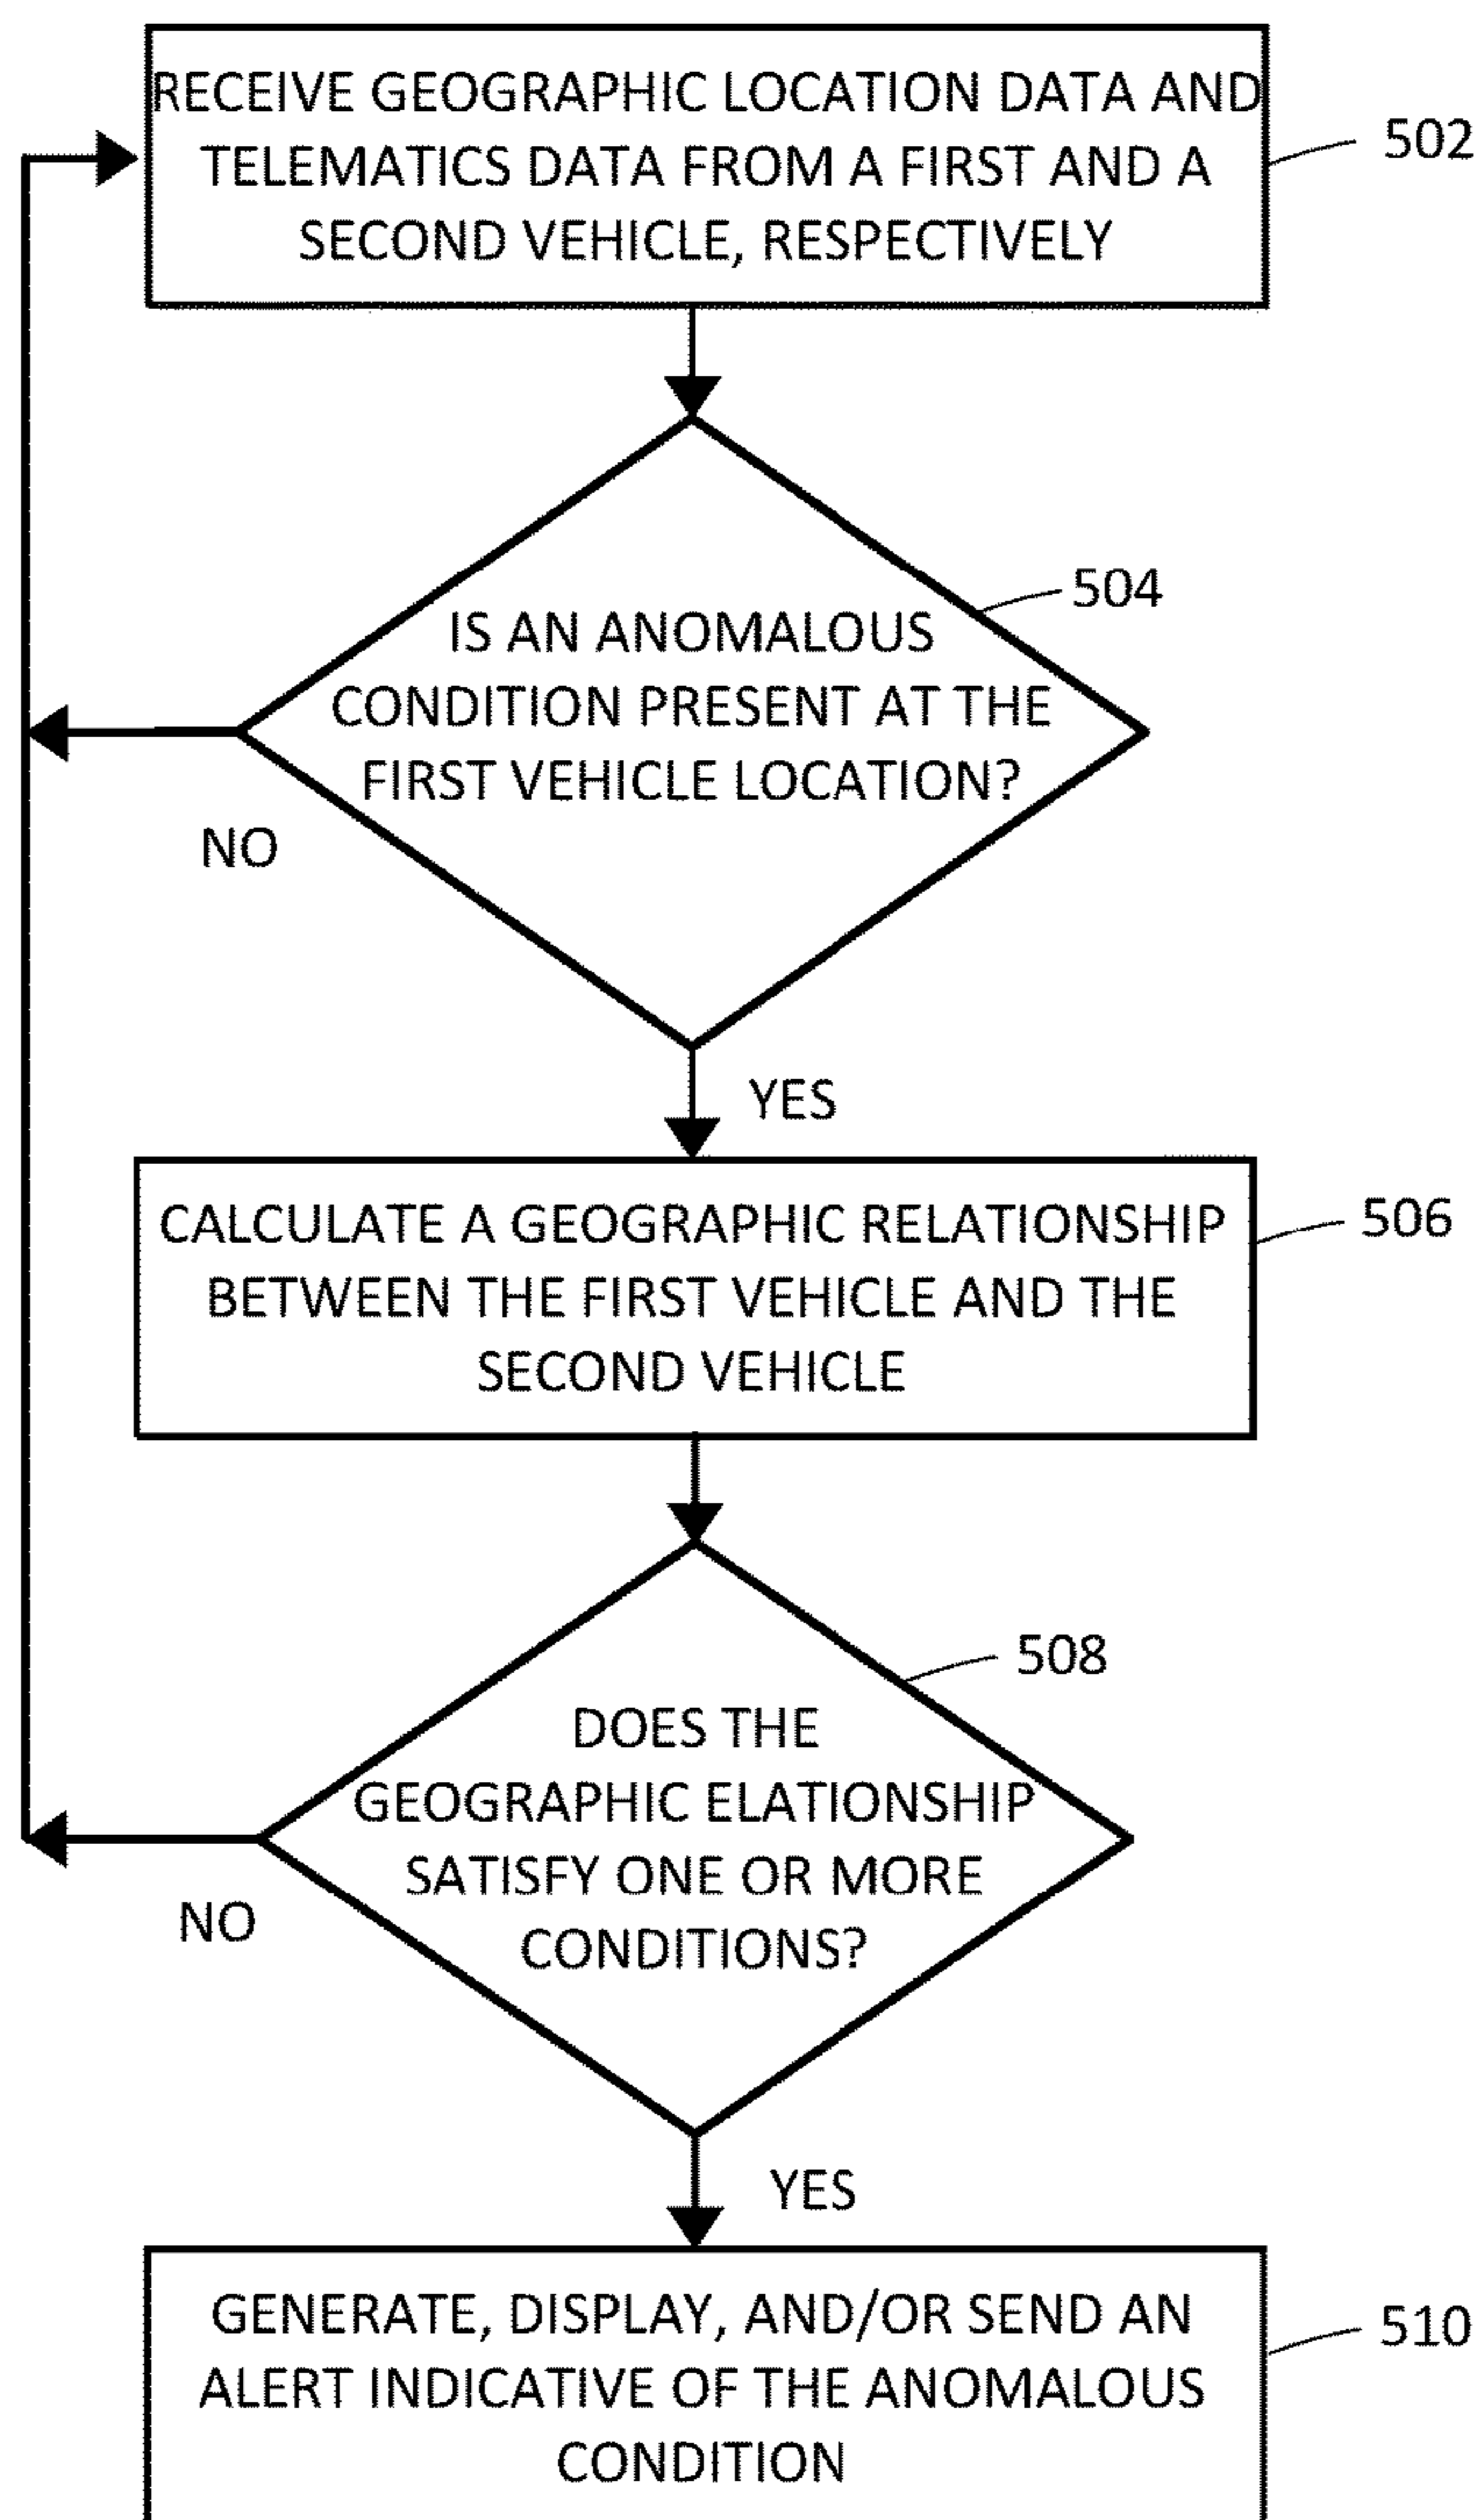 RECEIVE GEOGRAPHIC LOCATION DATA AND
TELEMATICS DATA FROM A FIRST AND A
SECOND VEHICLE, RESPECTIVELY
502
504
IS AN ANOMALOUS
CONDITION PRESENT AT THE
FIRST VEHICLE LOCATION?
NO
YES
CALCULATE A GEOGRAPHIC RELATIONSHIP
BETWEEN THE FIRST VEHICLE AND THE
SECOND VEHICLE
506
508
DOES THE
GEOGRAPHIC ELATIONSHIP
SATISFY ONE OR MORE
CONDITIONS?
NO
YES
GENERATE, DISPLAY, AND/OR SEND AN
ALERT INDICATIVE OF THE ANOMALOUS
CONDITION
510